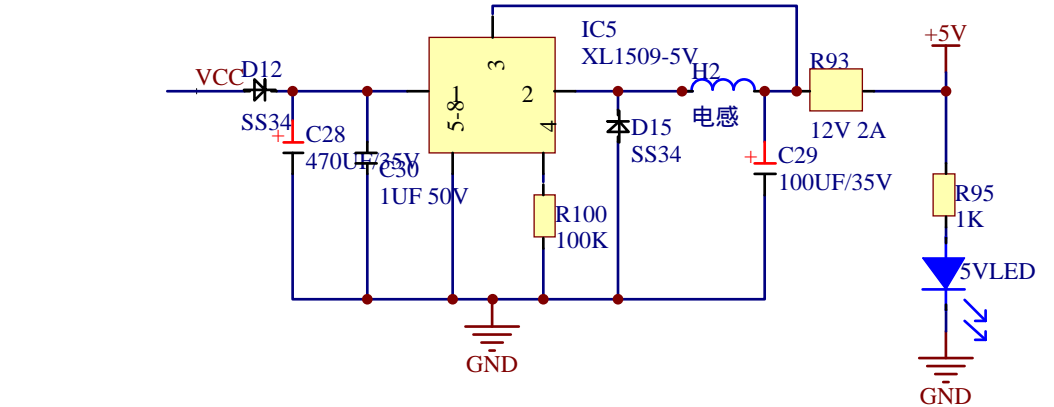 IC5
XL1509-5V
+5V
VCC
D12
SS34
3
1
2
5-8
4
H2
电感
R93
12V 2A
+
C28
470UF/35V
C30
1UF 50V
D15
SS34
+
C29
100UF/35V
R100
100K
R95
1K
5VLED
GND
GND